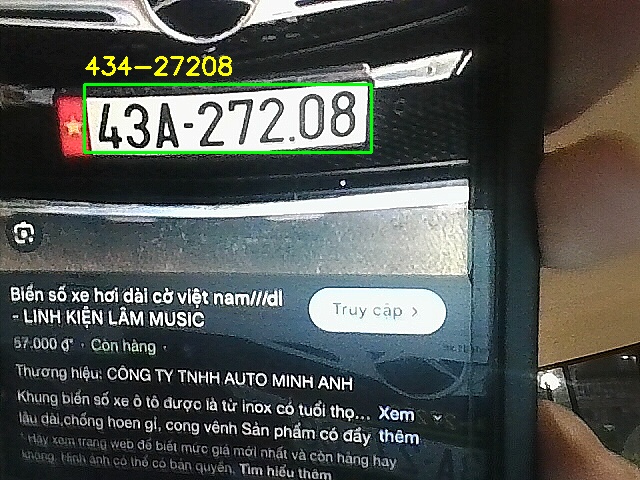 434-27208
43A-272.08
Biển số xe hơi dài cờ việt nam///dl
- LINH KIỆN LÂM MUSIC
Truy cập >
57.000 ₫* · Còn hàng ·
Thương hiệu: CÔNG TY TNHH AUTO MINH ANH
Khung biển số xe ô tô được là từ inox có tuổi thọ... Xem
lâu dài,chống hoen gỉ, cong vênh Sản phẩm có đầy thêm
* Hãy xem trang web để biết mức giá mới nhất và còn hàng hay
không. Hình ảnh có thể có bản quyền. Tìm hiểu thêm